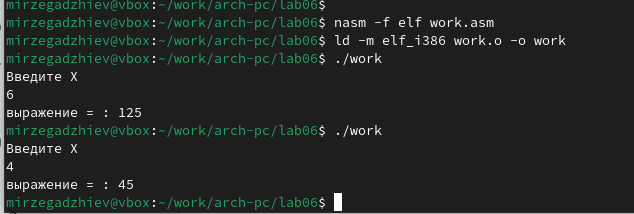 mirzegadzhiev@vbox:~/work/arch-pc/lab06$
mirzegadzhiev@vbox:~/work/arch-pc/lab06$ nasm -f elf work.asm
mirzegadzhiev@vbox:~/work/arch-pc/lab06$ ld -m elf_i386 work.o -o work
mirzegadzhiev@vbox:~/work/arch-pc/lab06$ ./work
Введите X
6
выражение = : 125
mirzegadzhiev@vbox:~/work/arch-pc/lab06$ ./work
Введите X
4
выражение = : 45
mirzegadzhiev@vbox:~/work/arch-pc/lab06$